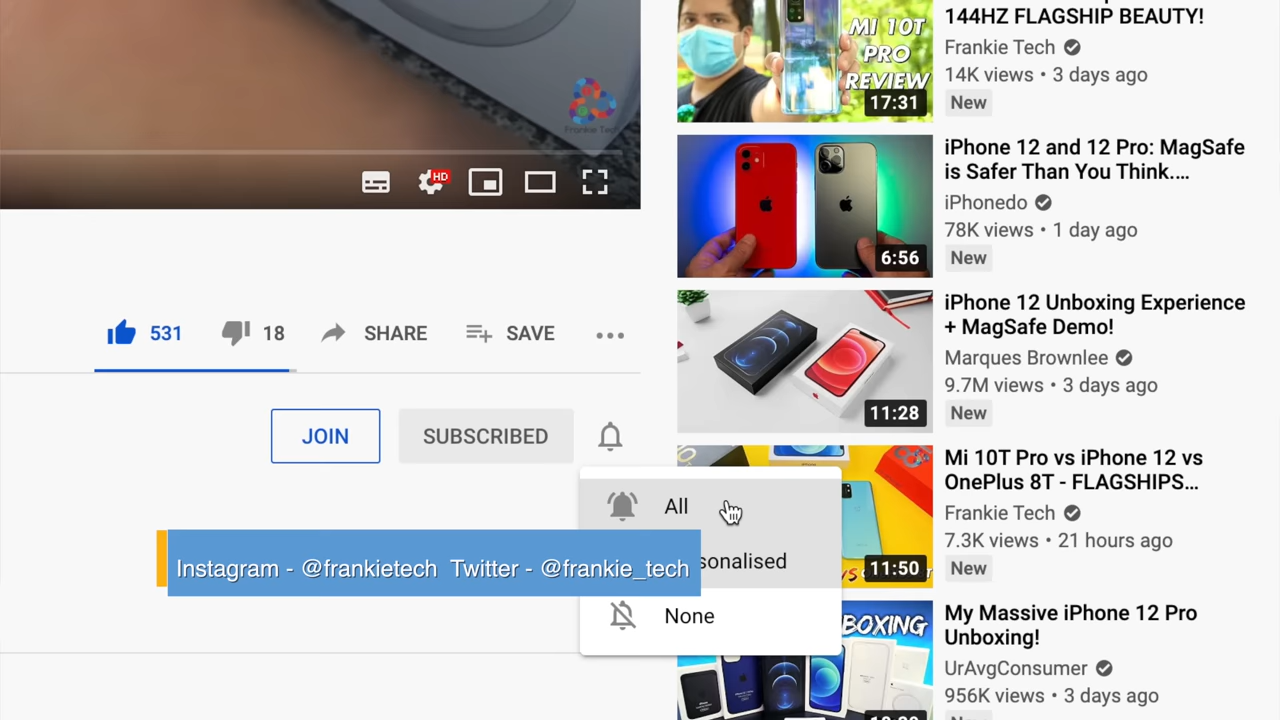 144HZ FLAGSHIP BEAUTY!
Frankie Tech
14K views • 3 days ago
New
MI 10T
PRO
REVIEW
17:31
Frankie Tech
HD
iPhone 12 and 12 Pro: MagSafe
is Safer Than You Think....
iPhonedo
78K views • 1 day ago
New
6:56
531
18
SHARE
SAVE
iPhone 12 Unboxing Experience
+ MagSafe Demo!
Marques Brownlee
9.7M views • 3 days ago
New
11:28
JOIN
SUBSCRIBED
All
sonalised
None
Instagram - @frankietech Twitter - @frankie_tech
Mi 10T Pro vs iPhone 12 vs
OnePlus 8T - FLAGSHIPS...
Frankie Tech
7.3K views • 21 hours ago
New
11:50
My Massive iPhone 12 Pro
Unboxing!
UrAvgConsumer
956K views • 3 days ago
BOXING